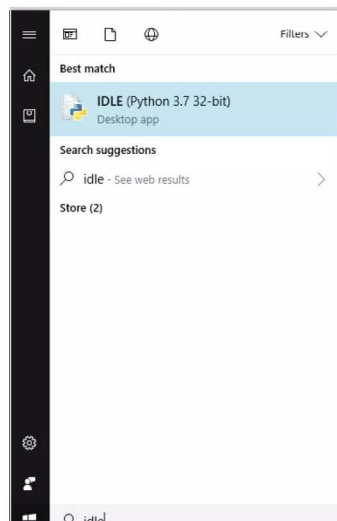 Filters
Best match
IDLE (Python 3.7 32-bit)
Desktop app
Search suggestions
idle - See web results
Store (2)
idle